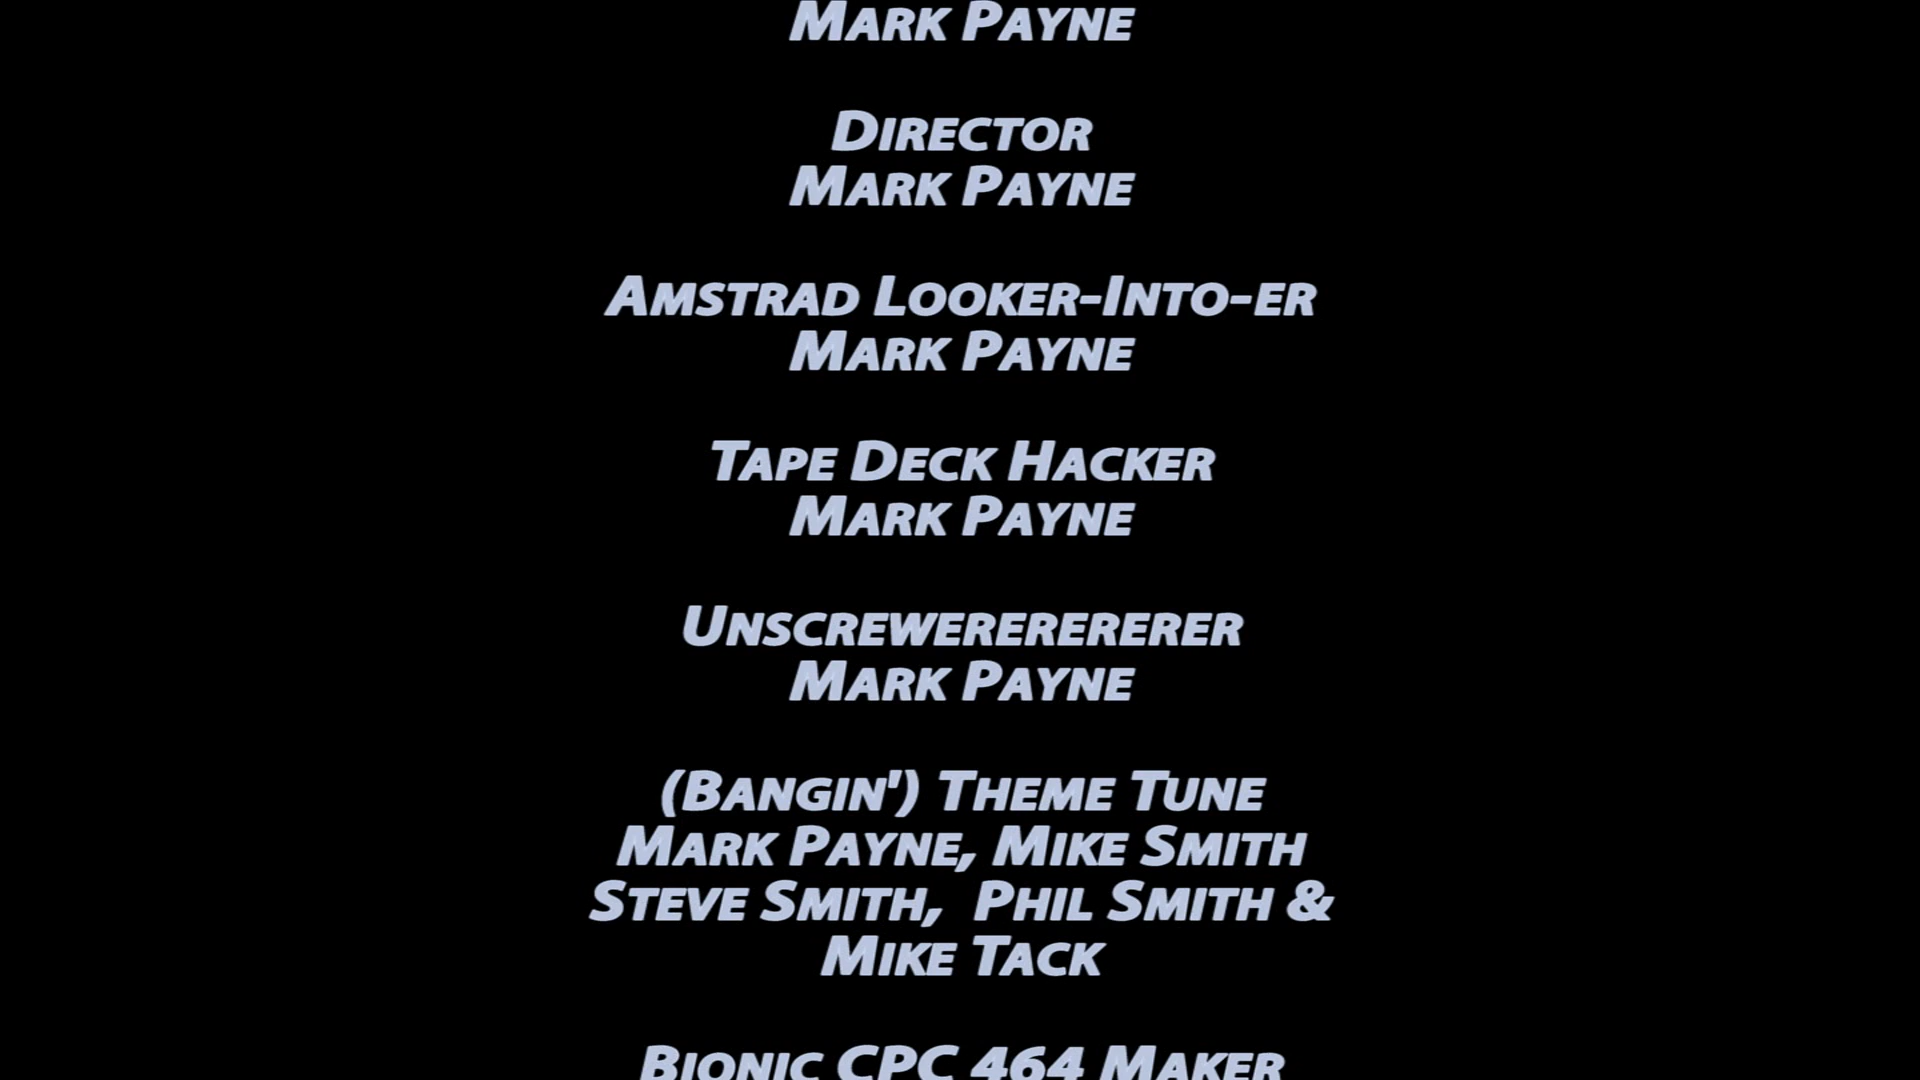 Mark Payne
Director
Mark Payne
Amstrad Looker-Into-er
Mark Payne
Tape Deck Hacker
Mark Payne
Unscrewerererererer
Mark Payne
(Bangin') Theme Tune
Mark Payne, Mike Smith
Steve Smith,  Phil Smith &
Mike Tack
Bionic CPC 464 Maker